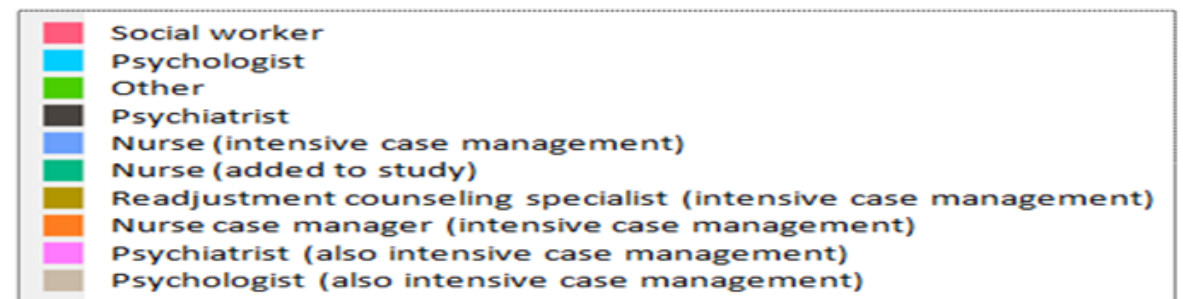 Social worker
Psychologist
Other
Psychiatrist
Nurse (intensive case management)
Nurse (added to study)
Readjustment counseling specialist (intensive case management)
Nurse case manager (intensive case management)
Psychiatrist (also intensive case management)
Psychologist (also intensive case management)